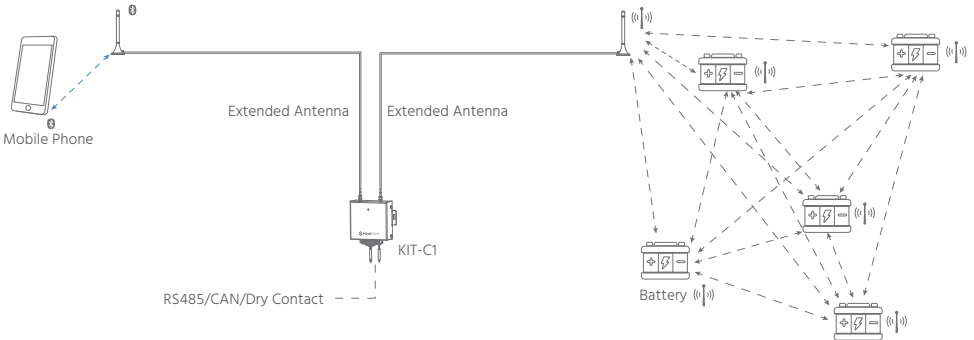 Mobile Phone
Extended Antenna
Extended Antenna
KIT-C1
RS485/CAN/Dry Contact
Battery